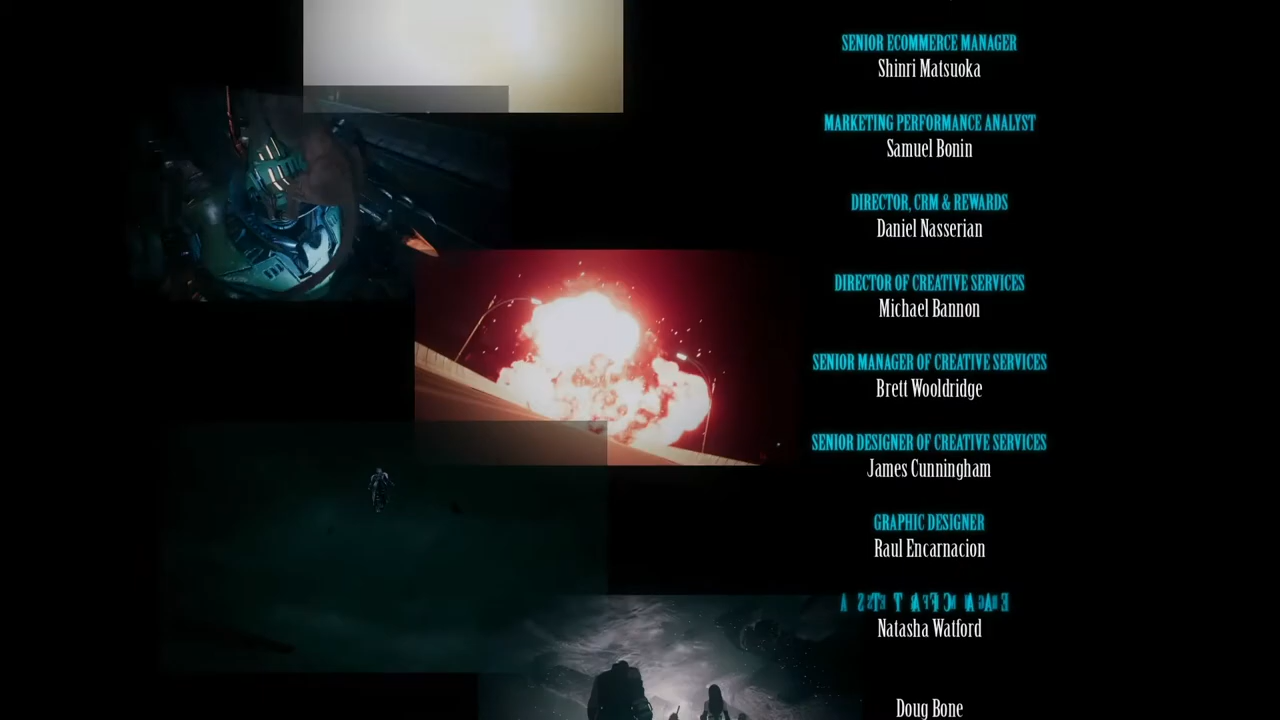 SENIOR ECOMMERCE MANAGER
Shinri Matsuoka
MARKETING PERFORMANCE ANALYST
Samuel Bonin
DIRECTOR, CRM & REWARDS
Daniel Nasserian
DIRECTOR OF CREATIVE SERVICES
Michael Bannon
SENIOR MANAGER OF CREATIVE SERVICES
Brett Wooldridge
SENIOR DESIGNER OF CREATIVE SERVICES
James Cunningham
GRAPHIC DESIGNER
Raul Encarnacion
Natasha Watford
Doug Bone